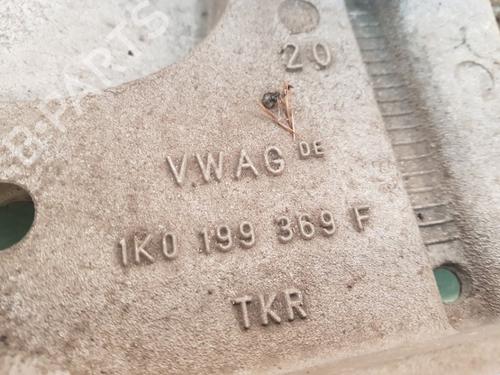 B-PARTS
20
VWAG DE
1K0 199 369 F
TKR